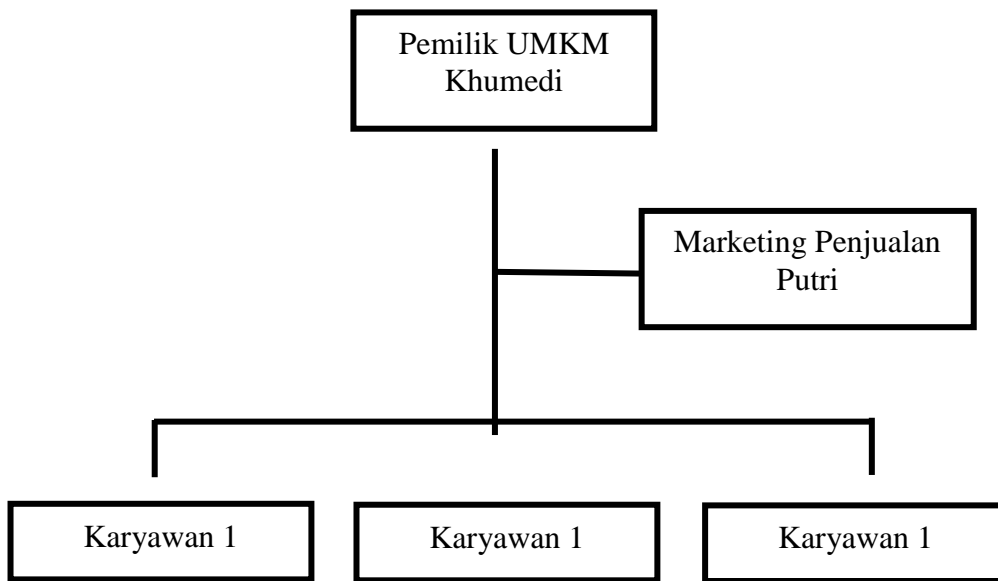 Pemilik UMKM
Khumedi
Marketing Penjualan
Putri
Karyawan 1
Karyawan 1
Karyawan 1